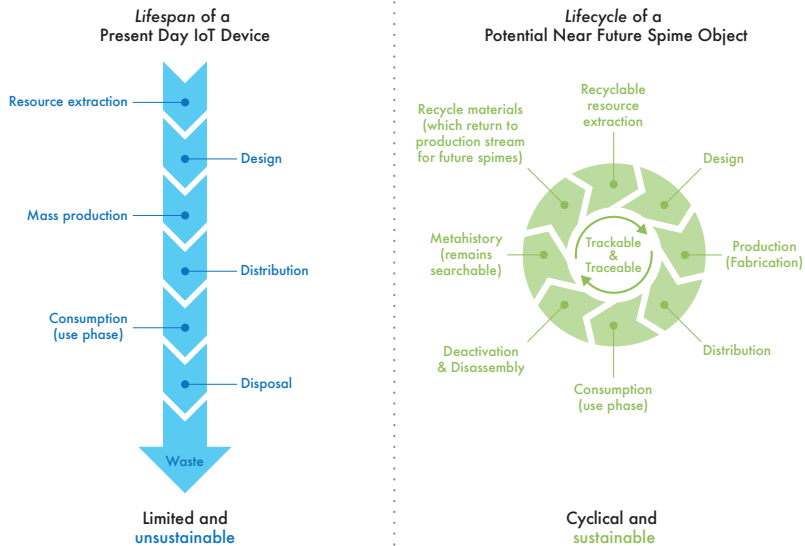 Lifespan of a
Present Day IoT Device
Resource extraction
Design
Mass production
Distribution
Consumption
(use phase)
Disposal
Waste
Limited and
unsustainable
Lifecycle of a
Potential Near Future Spime Object
Recyclable
resource
extraction
Design
Production
(Fabrication)
Distribution
Consumption
(use phase)
Deactivation
& Disassembly
Metahistory
(remains
searchable)
Recycle materials
(which return to
production stream
for future spimes)
Trackable
&
Traceable
Cyclical and
sustainable